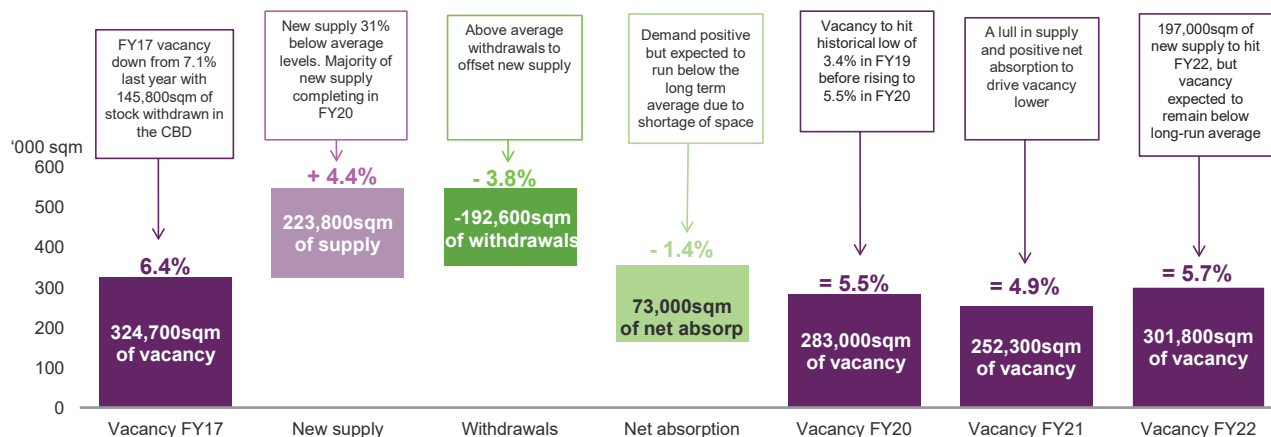 FY17 vacancy
down from 7.1%
last year with
145,800sqm of
stock withdrawn in
the CBD
New supply 31%
below average
levels. Majority of
new supply
completing in
FY20
Above average
withdrawals to
offset new supply
Demand positive
but expected to
run below the
long term
average due to
shortage of space
Vacancy to hit
historical low of
3.4% in FY19
before rising to
5.5% in FY20
A lull in supply
and positive net
absorption to
drive vacancy
lower
197,000sqm of
new supply to hit
FY22, but
vacancy
expected to
remain below
long-run average
‘000 sqm
600
500
400
300
200
100
0
6.4%
324,700sqm
of vacancy
+ 4.4%
223,800sqm
of supply
- 3.8%
-192,600sqm
of withdrawals
- 1.4%
73,000sqm
of net absorp
= 5.5%
283,000sqm
of vacancy
= 4.9%
252,300sqm
of vacancy
= 5.7%
301,800sqm
of vacancy
Vacancy FY17
New supply
Withdrawals
Net absorption
Vacancy FY20
Vacancy FY21
Vacancy FY22